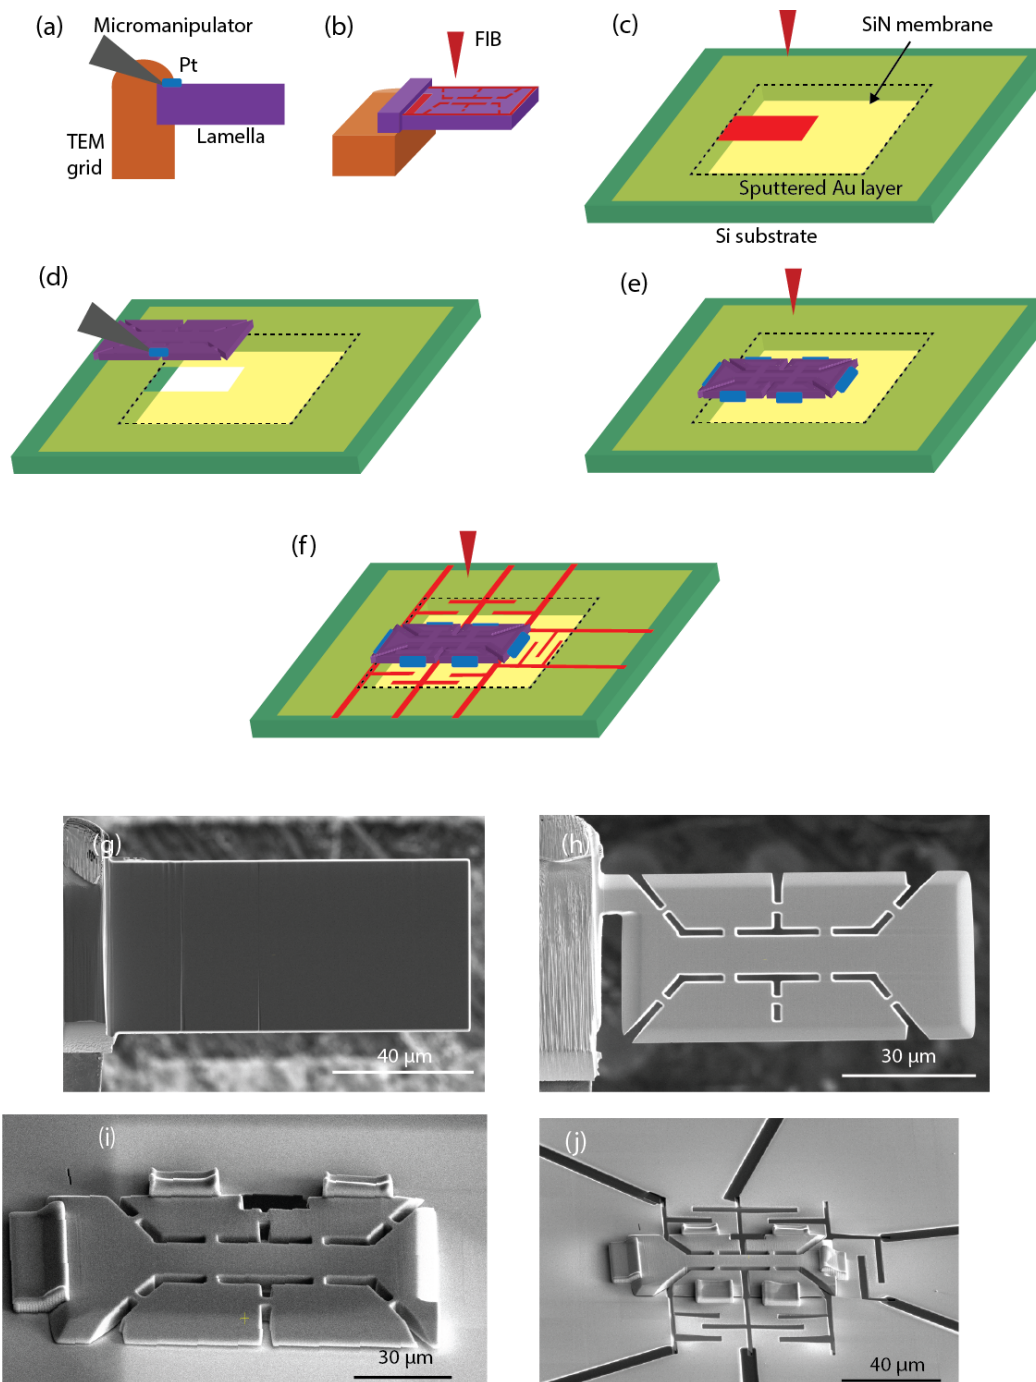 (a)
Micromanipulator
Pt
TEM
grid
Lamella
(b)
FIB
(c)
SiN membrane
Sputtered Au layer
Si substrate
(d)
(e)
(f)
(g)
40 µm
(h)
30 µm
(i)
30 µm
(j)
40 µm